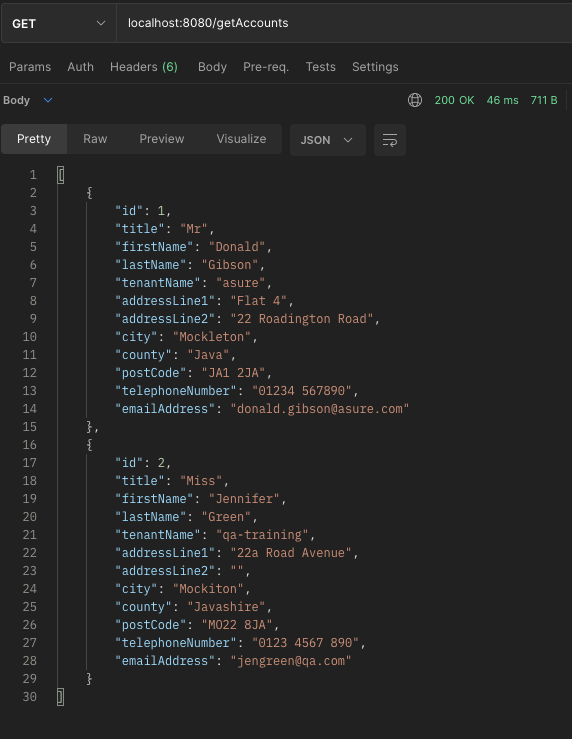 GET localhost:8080/getAccounts
Params Auth Headers (6) Body Pre-req. Tests Settings
Body 200 OK 46 ms 711 B
Pretty Raw Preview Visualize JSON
1 [
2 {
3 "id": 1,
4 "title": "Mr",
5 "firstName": "Donald",
6 "lastName": "Gibson",
7 "tenantName": "asure",
8 "addressLine1": "Flat 4",
9 "addressLine2": "22 Roadington Road",
10 "city": "Mockleton",
11 "county": "Java",
12 "postCode": "JA1 2JA",
13 "telephoneNumber": "01234 567890",
14 "emailAddress": "donald.gibson@asure.com"
15 },
16 {
17 "id": 2,
18 "title": "Miss",
19 "firstName": "Jennifer",
20 "lastName": "Green",
21 "tenantName": "qa-training",
22 "addressLine1": "22a Road Avenue",
23 "addressLine2": "",
24 "city": "Mockiton",
25 "county": "Javashire",
26 "postCode": "MO22 8JA",
27 "telephoneNumber": "0123 4567 890",
28 "emailAddress": "jengreen@qa.com"
29 }
30 ]